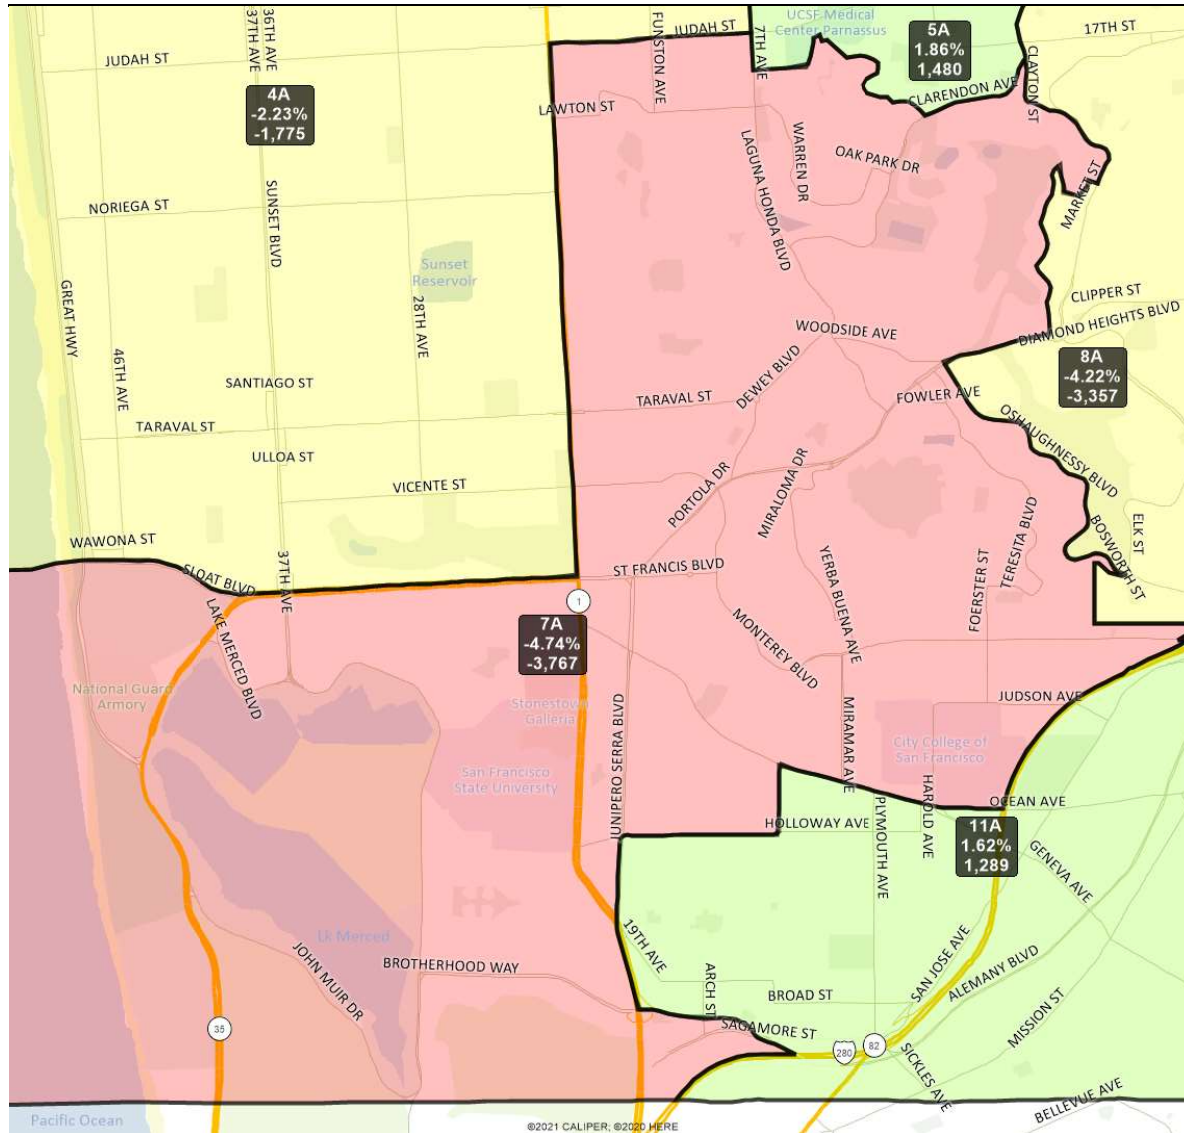 36TH AVE
37TH AVE
FUNSTON AVE
JUDAH ST
7TH AVE
UCSF Medical
Center Parnassus
5A
1.86%
1,480
17TH ST
JUDAH ST
4A
-2.23%
-1,775
LAWTON ST
CLARENDON AVE
CLAYTON ST
LAGUNA HONDA BLVD
WARREN DR
OAK PARK DR
MARKET ST
NORIEGA ST
SUNSET BLVD
Sunset
Reservoir
GREAT HWY
28TH AVE
CLIPPER ST
DIAMOND HEIGHTS BLVD
WOODSIDE AVE
46TH AVE
SANTIAGO ST
DEWEY BLVD
8A
-4.22%
-3,357
TARAVAL ST
FOWLER AVE
TARAVAL ST
OSHAUGHNESSY BLVD
ULLOA ST
VICENTE ST
PORTOLA DR
MIRALOMA DR
TERESITA BLVD
BOSWORTH ST
ELK ST
WAWONA ST
SLOAT BLVD
37TH AVE
ST FRANCIS BLVD
YERBA BUENA AVE
FOERSTER ST
1
LAKE MERCED BLVD
7A
-4.74%
-3,767
MONTEREY BLVD
National Guard
Armory
Stonestown
Galleria
JUNIPERO SERRA BLVD
MIRAMAR AVE
JUDSON AVE
City College of
San Francisco
San Francisco
State University
HAROLD AVE
PLYMOUTH AVE
OCEAN AVE
HOLLOWAY AVE
11A
1.62%
1,289
GENEVA AVE
Lk Merced
19TH AVE
JOHN MUIR DR
BROTHERHOOD WAY
ARCH ST
BROAD ST
SAN JOSE AVE
ALEMANY BLVD
MISSION ST
SAGAMORE ST
35
280
82
SICKLES AVE
BELLEVUE AVE
Pacific Ocean
©2021 CALIPER; ©2020 HERE